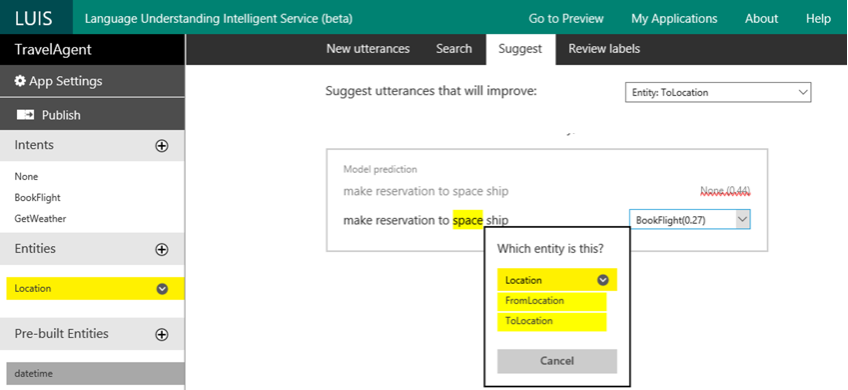 LUIS
Language Understanding Intelligent Service (beta)
Go to Preview
My Applications
About
Help
TravelAgent
New utterances
Search
Suggest
Review labels
App Settings
Publish
Intents
None
BookFlight
GetWeather
Entities
Location
Pre-built Entities
datetime
Suggest utterances that will improve:
Entity: ToLocation
Model prediction
make reservation to space ship
None (0.44)
make reservation to space ship
BookFlight(0.27)
Which entity is this?
Location
FromLocation
ToLocation
Cancel